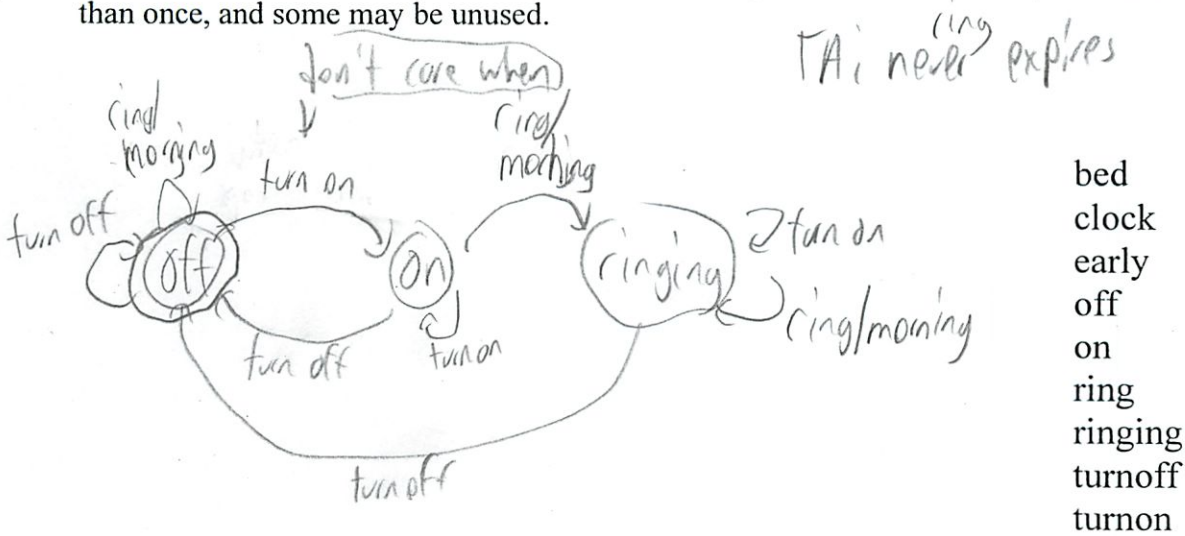 than once, and some may be unused.
don't care when
TA: never ring expires
ring/
morning
ring/
morning
turn on
turn off
off
on
ringing
turn on
ring/morning
turn off
turn on
turn off
bed
clock
early
off
on
ring
ringing
turnoff
turnon